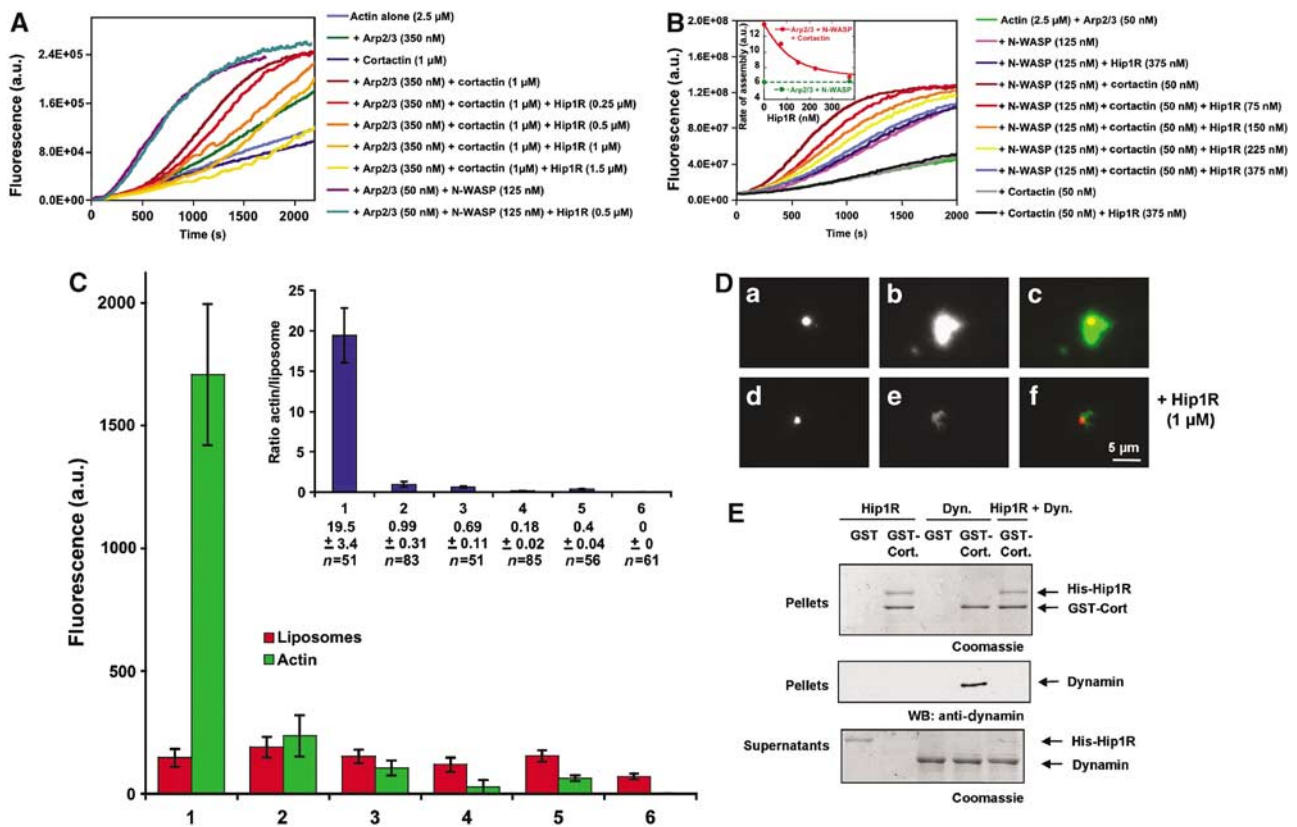 A
Fluorescence (a.u.)
2.4E+05
1.6E+05
8.0E+04
0.0E+00
0 500 1000 1500 2000
Time (s)
Actin alone (2.5 µM)
+ Arp2/3 (350 nM)
+ Cortactin (1 µM)
+ Arp2/3 (350 nM) + cortactin (1 µM)
+ Arp2/3 (350 nM) + cortactin (1 µM) + Hip1R (0.25 µM)
+ Arp2/3 (350 nM) + cortactin (1 µM) + Hip1R (0.5 µM)
+ Arp2/3 (350 nM) + cortactin (1 µM) + Hip1R (1 µM)
+ Arp2/3 (350 nM) + cortactin (1µM) + Hip1R (1.5 µM)
+ Arp2/3 (50 nM) + N-WASP (125 nM)
+ Arp2/3 (50 nM) + N-WASP (125 nM) + Hip1R (0.5 µM)
B
Fluorescence (a.u.)
2.0E+08
1.6E+08
1.2E+08
8.0E+07
4.0E+07
0.0E+00
0 500 1000 1500 2000
Time (s)
Rate of assembly (a.u.)
12
10
8
6
4
0 100 200 300
Hip1R (nM)
Arp2/3 + N-WASP
+ Cortactin
Arp2/3 + N-WASP
Actin (2.5 µM) + Arp2/3 (50 nM)
+ N-WASP (125 nM)
+ N-WASP (125 nM) + Hip1R (375 nM)
+ N-WASP (125 nM) + cortactin (50 nM)
+ N-WASP (125 nM) + cortactin (50 nM) + Hip1R (75 nM)
+ N-WASP (125 nM) + cortactin (50 nM) + Hip1R (150 nM)
+ N-WASP (125 nM) + cortactin (50 nM) + Hip1R (225 nM)
+ N-WASP (125 nM) + cortactin (50 nM) + Hip1R (375 nM)
+ Cortactin (50 nM)
+ Cortactin (50 nM) + Hip1R (375 nM)
C
Fluorescence (a.u.)
2000
1500
1000
500
0
1 2 3 4 5 6
Liposomes
Actin
Ratio actin/liposome
25
20
15
10
5
0
1 2 3 4 5 6
19.5 0.99 0.69 0.18 0.4 0
± 3.4 ± 0.31 ± 0.11 ± 0.02 ± 0.04 ± 0
n=51 n=83 n=51 n=85 n=56 n=61
D
a b c
d e f
+ Hip1R
(1 µM)
5 µm
E
Hip1R Dyn. Hip1R + Dyn.
GST GST-Cort. GST GST-Cort. GST-Cort.
Pellets
His-Hip1R
GST-Cort
Coomassie
Pellets
Dynamin
WB: anti-dynamin
Supernatants
His-Hip1R
Dynamin
Coomassie